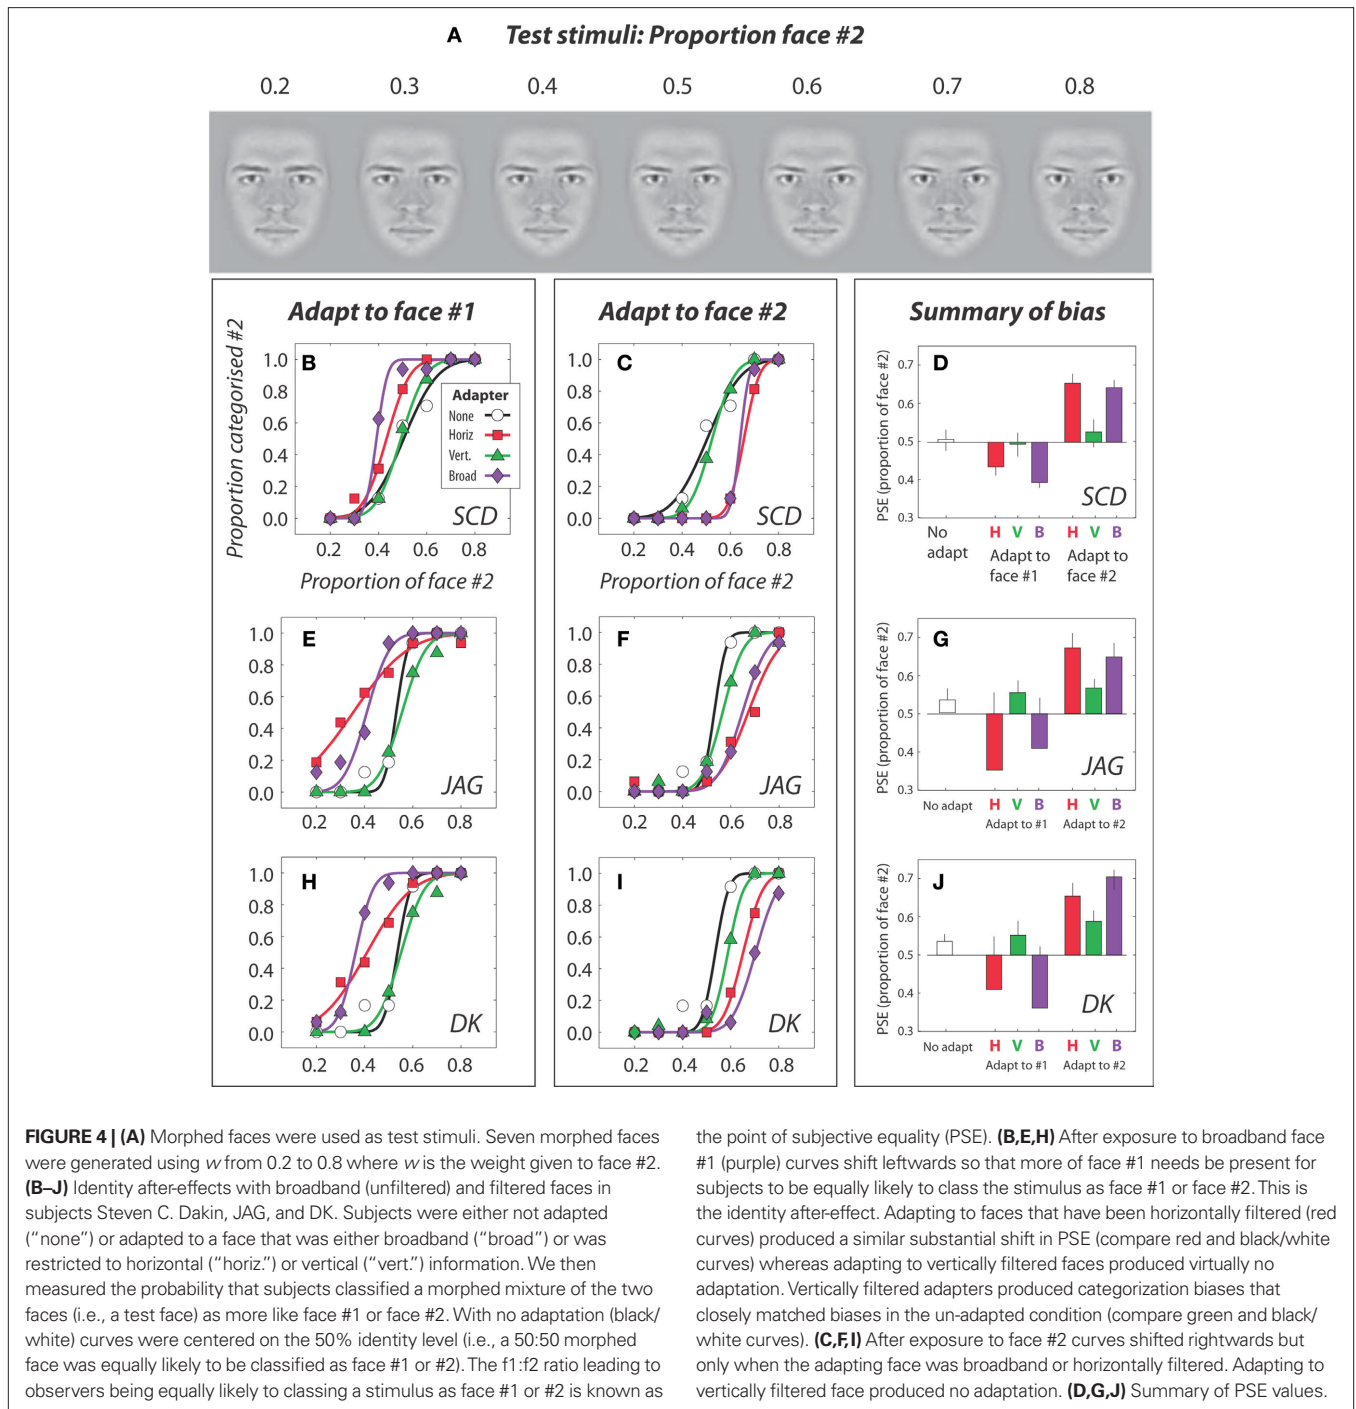 A Test stimuli: Proportion face #2
0.2 0.3 0.4 0.5 0.6 0.7 0.8
Adapt to face #1
Proportion categorised #2
B
1.0
0.8
0.6
0.4
0.2
0.0
Adapter
None
Horiz
Vert.
Broad
SCD
0.2 0.4 0.6 0.8
Proportion of face #2
E
1.0
0.8
0.6
0.4
0.2
0.0
JAG
0.2 0.4 0.6 0.8
H
1.0
0.8
0.6
0.4
0.2
0.0
DK
0.2 0.4 0.6 0.8
Adapt to face #2
C
1.0
0.8
0.6
0.4
0.2
0.0
SCD
0.2 0.4 0.6 0.8
Proportion of face #2
F
1.0
0.8
0.6
0.4
0.2
0.0
JAG
0.2 0.4 0.6 0.8
I
1.0
0.8
0.6
0.4
0.2
0.0
DK
0.2 0.4 0.6 0.8
Summary of bias
PSE (proportion of face #2)
D
0.7
0.6
0.5
0.4
0.3
SCD
No adapt
H V B H V B
Adapt to face #1
Adapt to face #2
PSE (proportion of face #2)
G
0.7
0.6
0.5
0.4
0.3
JAG
No adapt H V B H V B
Adapt to #1 Adapt to #2
PSE (proportion of face #2)
J
0.7
0.6
0.5
0.4
0.3
DK
No adapt H V B H V B
Adapt to #1 Adapt to #2
FIGURE 4 | (A) Morphed faces were used as test stimuli. Seven morphed faces
were generated using w from 0.2 to 0.8 where w is the weight given to face #2.
(B–J) Identity after-effects with broadband (unfiltered) and filtered faces in
subjects Steven C. Dakin, JAG, and DK. Subjects were either not adapted
(“none”) or adapted to a face that was either broadband (“broad”) or was
restricted to horizontal (“horiz.”) or vertical (“vert.”) information. We then
measured the probability that subjects classified a morphed mixture of the two
faces (i.e., a test face) as more like face #1 or face #2. With no adaptation (black/
white) curves were centered on the 50% identity level (i.e., a 50:50 morphed
face was equally likely to be classified as face #1 or #2). The f1:f2 ratio leading to
observers being equally likely to classing a stimulus as face #1 or #2 is known as
the point of subjective equality (PSE). (B,E,H) After exposure to broadband face
#1 (purple) curves shift leftwards so that more of face #1 needs be present for
subjects to be equally likely to class the stimulus as face #1 or face #2. This is
the identity after-effect. Adapting to faces that have been horizontally filtered (red
curves) produced a similar substantial shift in PSE (compare red and black/white
curves) whereas adapting to vertically filtered faces produced virtually no
adaptation. Vertically filtered adapters produced categorization biases that
closely matched biases in the un-adapted condition (compare green and black/
white curves). (C,F,I) After exposure to face #2 curves shifted rightwards but
only when the adapting face was broadband or horizontally filtered. Adapting to
vertically filtered face produced no adaptation. (D,G,J) Summary of PSE values.